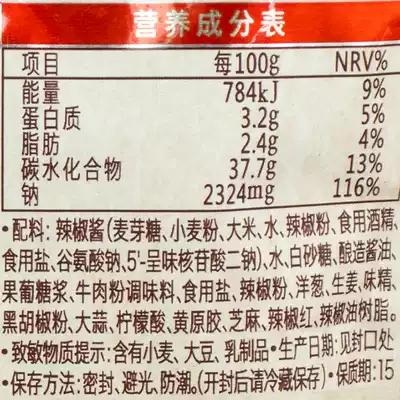 营养成分表
项目 每100g NRV%
能量 784kJ 9%
蛋白质 3.2g 5%
脂肪 2.4g 4%
碳水化合物 37.7g 13%
钠 2324mg 116%
·配料: 辣椒酱(麦芽糖、小麦粉、大米、水、辣椒粉、食用酒精、
食用盐、谷氨酸钠、5'-呈味核苷酸二钠)、水、白砂糖、酿造酱油、
果葡糖浆、牛肉粉调味料、食用盐、辣椒粉、洋葱、生姜、味精、
黑胡椒粉、大蒜、柠檬酸、黄原胶、芝麻、辣椒红、辣椒油树脂。
·致敏物质提示: 含有小麦、大豆、乳制品 ·生产日期: 见封口处
·保存方法: 密封、避光、防潮。(开封后请冷藏保存) ·保质期: 15